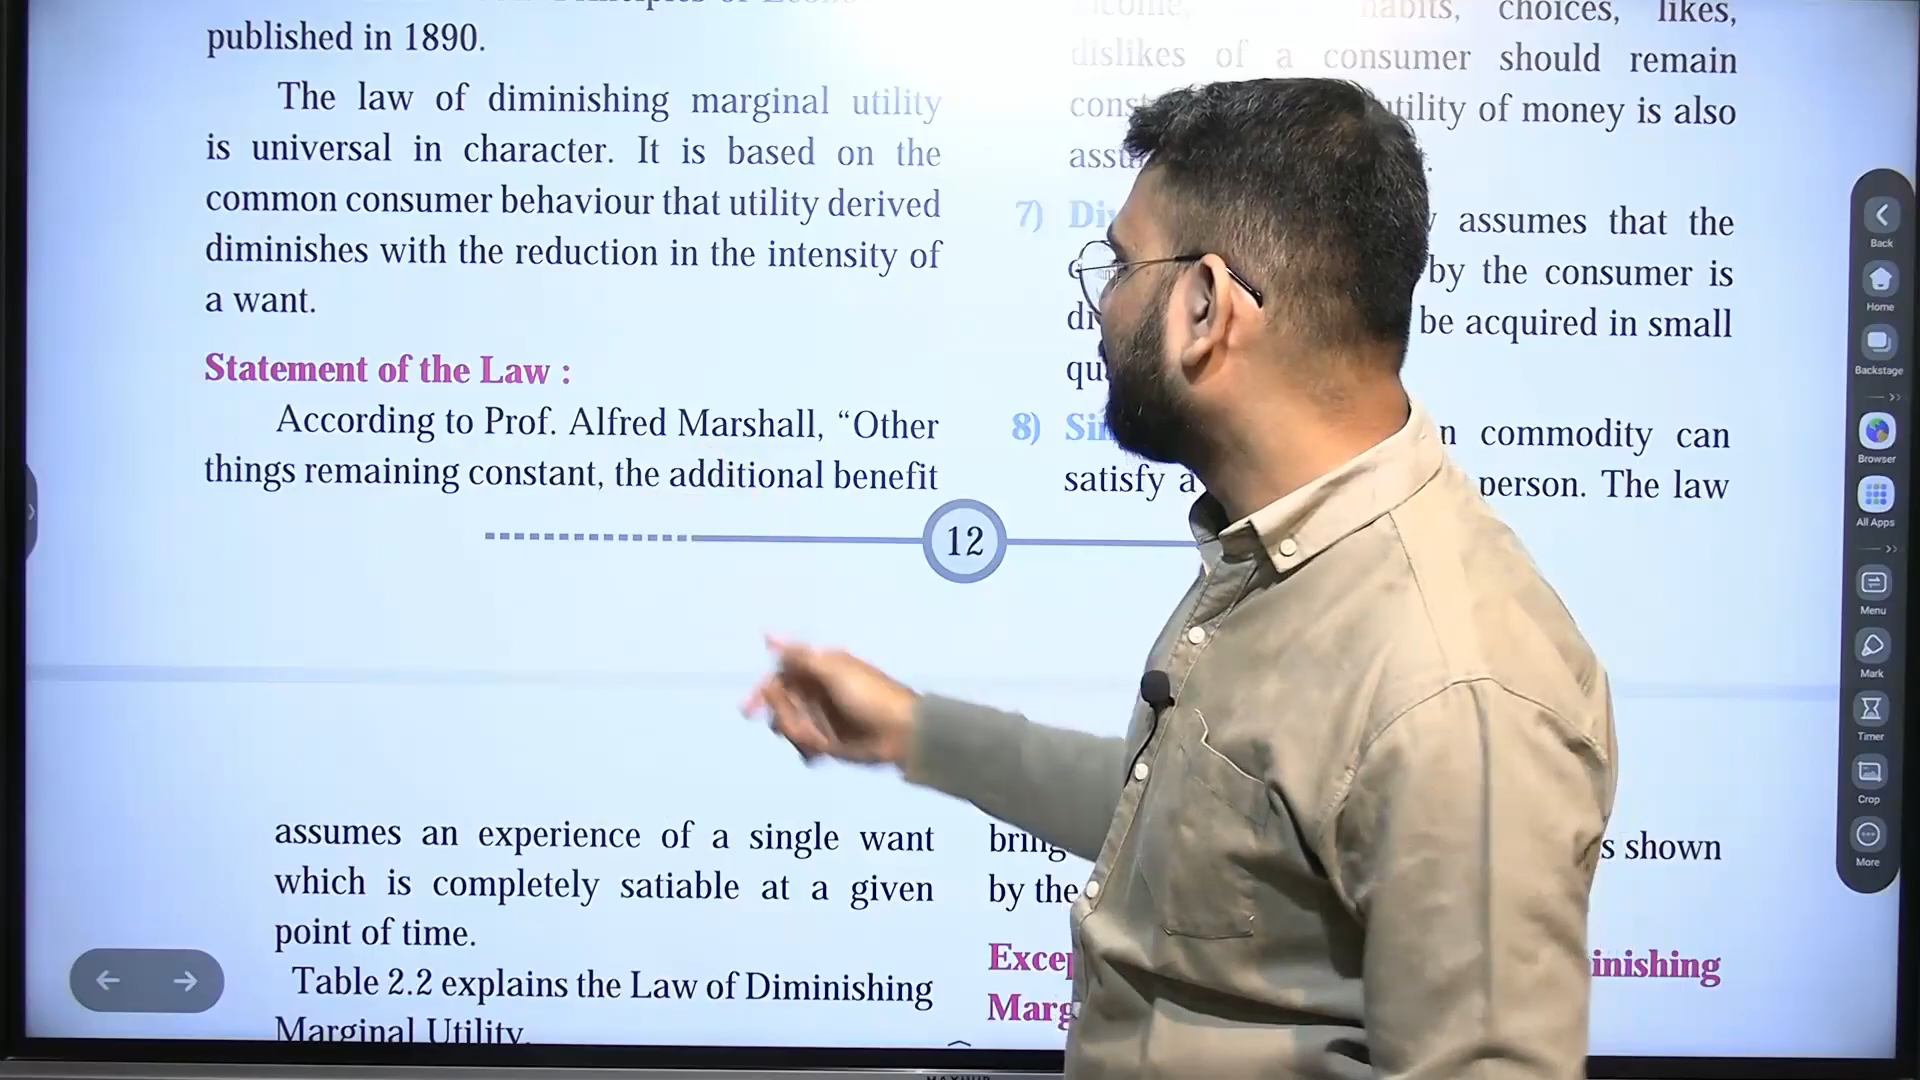 published in 1890.
The law of diminishing marginal utility
is universal in character. It is based on the
common consumer behaviour that utility derived
diminishes with the reduction in the intensity of
a want.
Statement of the Law :
According to Prof. Alfred Marshall, “Other
things remaining constant, the additional benefit
habits, choices, likes,
dislikes of a consumer should remain
utility of money is also
7)
assumes that the
by the consumer is
be acquired in small
8)
commodity can
satisfy a
person. The law
12
assumes an experience of a single want
which is completely satiable at a given
point of time.
Table 2.2 explains the Law of Diminishing
Marginal Utility.
shown
by the
Back
Home
Backstage
Browser
All Apps
Menu
Mark
Timer
Crop
More